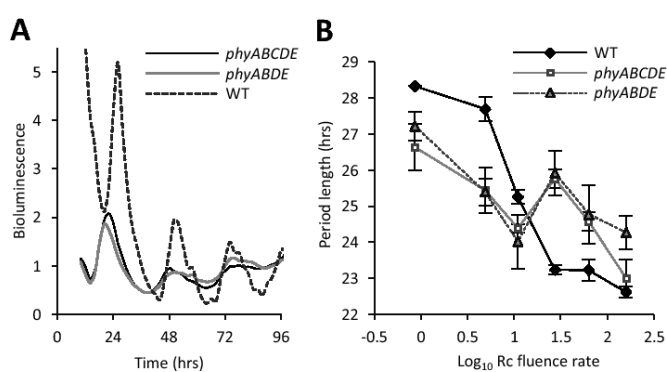 A
phyABCDE
phyABDE
WT
5
4
3
2
1
0
Bioluminescence
0
24
48
72
96
Time (hrs)
B
WT
phyABCDE
phyABDE
29
28
27
26
25
24
23
22
Period length (hrs)
-0.5
0
0.5
1
1.5
2
2.5
Log10 Rc fluence rate